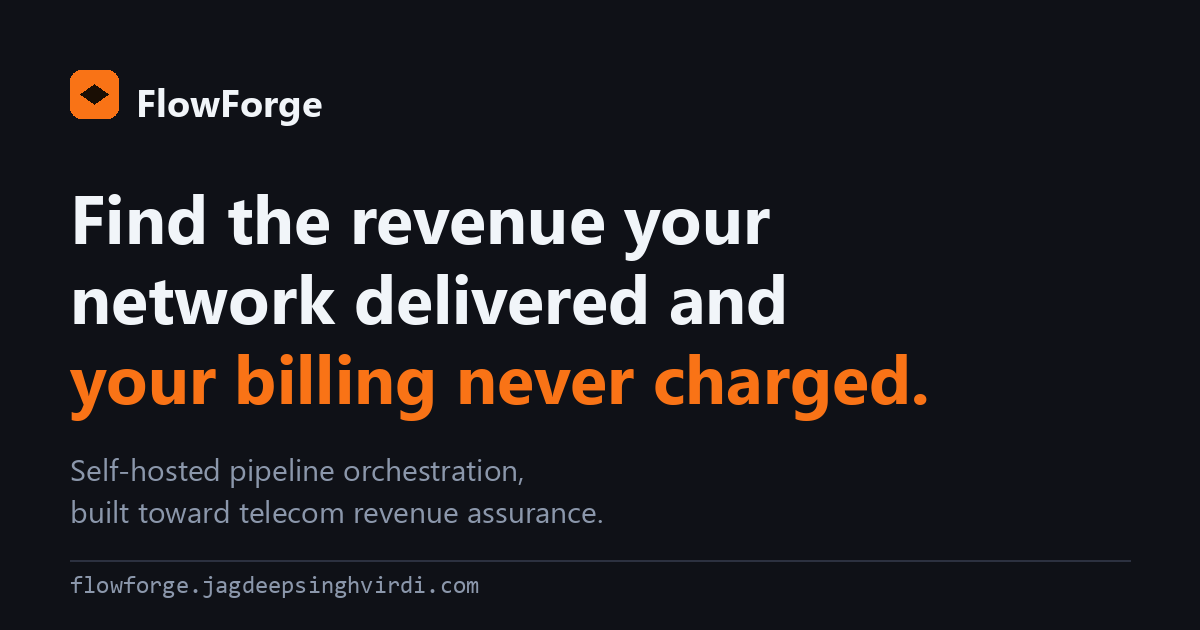 FlowForge
Find the revenue your
network delivered and
your billing never charged.
Self-hosted pipeline orchestration,
built toward telecom revenue assurance.
flowforge.jagdeepsinghvirdi.com